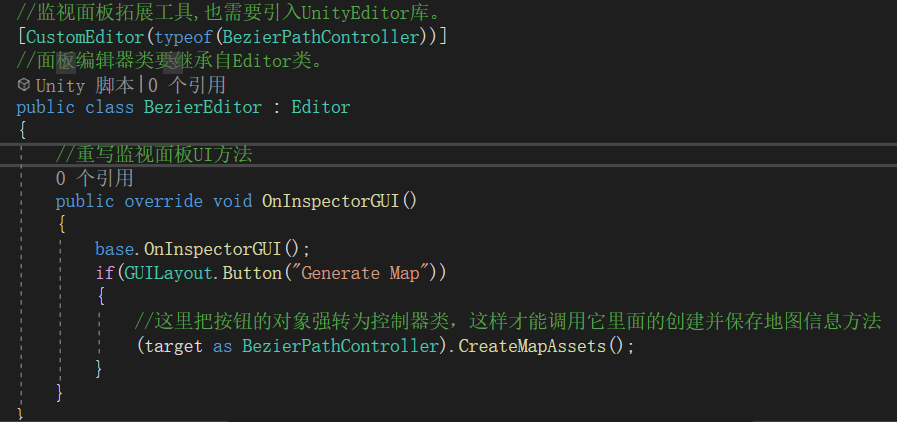 //监视面板拓展工具,也需要引入UnityEditor库。
[CustomEditor(typeof(BezierPathController))]
//面板编辑器类要继承自Editor类。
Unity 脚本|0 个引用
public class BezierEditor : Editor
{
//重写监视面板UI方法
0 个引用
public override void OnInspectorGUI()
{
base.OnInspectorGUI();
if(GUILayout.Button("Generate Map"))
{
//这里把按钮的对象强转为控制器类，这样才能调用它里面的创建并保存地图信息方法
(target as BezierPathController).CreateMapAssets();
}
}
}